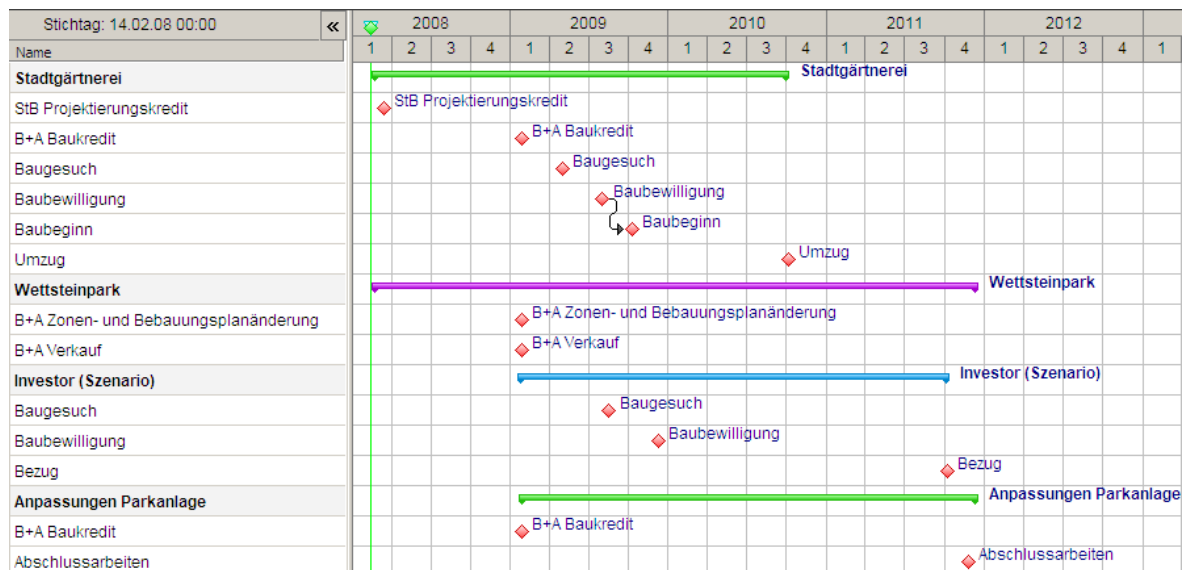 Stichtag: 14.02.08 00:00 « 2008 2009 2010 2011 2012
Name 1 2 3 4 1 2 3 4 1 2 3 4 1 2 3 4 1 2 3 4 1
Stadtgärtnerei Stadtgärtnerei
StB Projektierungskredit StB Projektierungskredit
B+A Baukredit B+A Baukredit
Baugesuch Baugesuch
Baubewilligung Baubewilligung
Baubeginn Baubeginn
Umzug Umzug
Wettsteinpark Wettsteinpark
B+A Zonen- und Bebauungsplanänderung B+A Zonen- und Bebauungsplanänderung
B+A Verkauf B+A Verkauf
Investor (Szenario) Investor (Szenario)
Baugesuch Baugesuch
Baubewilligung Baubewilligung
Bezug Bezug
Anpassungen Parkanlage Anpassungen Parkanlage
B+A Baukredit B+A Baukredit
Abschlussarbeiten Abschlussarbeiten